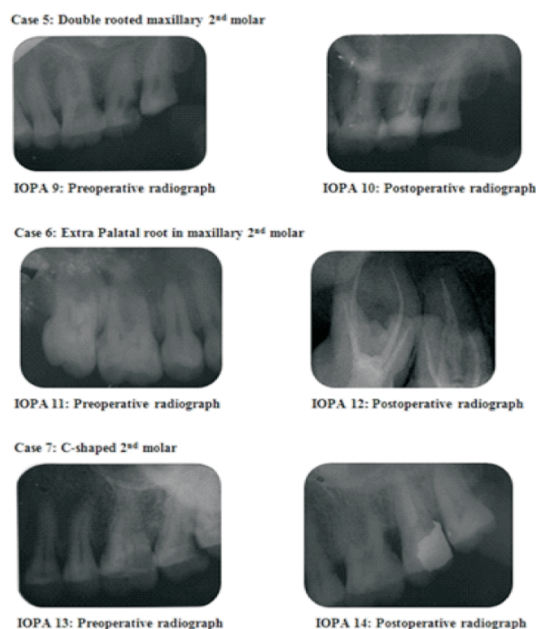 Case 5: Double rooted maxillary 2nd molar
IOPA 9: Preoperative radiograph
IOPA 10: Postoperative radiograph
Case 6: Extra Palatal root in maxillary 2nd molar
IOPA 11: Preoperative radiograph
IOPA 12: Postoperative radiograph
Case 7: C-shaped 2nd molar
IOPA 13: Preoperative radiograph
IOPA 14: Postoperative radiograph